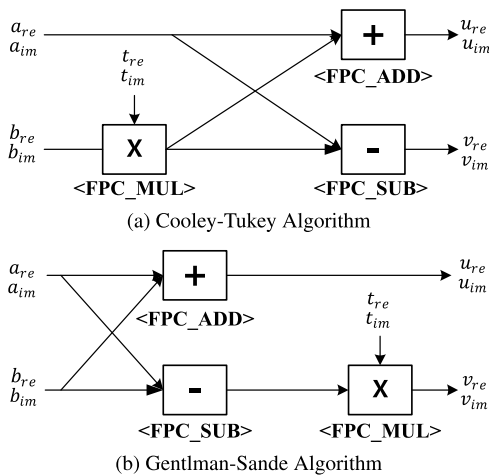 a_re
a_im
t_re
t_im
+
<FPC_ADD>
u_re
u_im
b_re
b_im
X
<FPC_MUL>
-
<FPC_SUB>
v_re
v_im
(a) Cooley-Tukey Algorithm
a_re
a_im
+
<FPC_ADD>
u_re
u_im
t_re
t_im
b_re
b_im
-
<FPC_SUB>
X
<FPC_MUL>
v_re
v_im
(b) Gentlman-Sande Algorithm